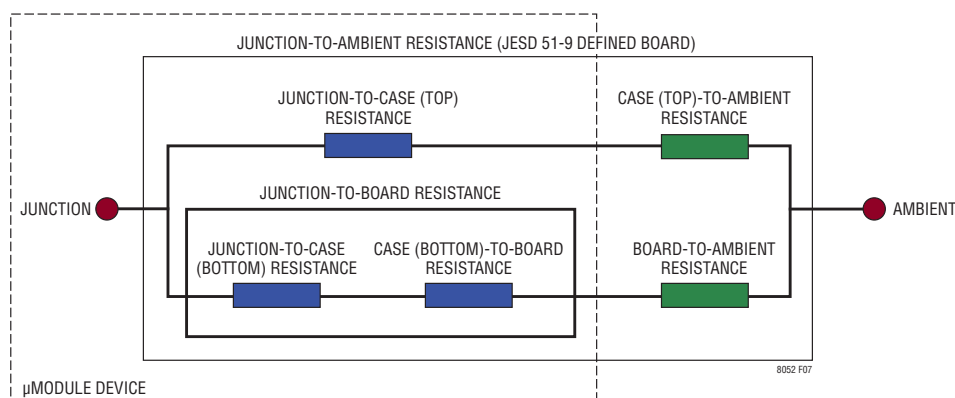 JUNCTION-TO-AMBIENT RESISTANCE (JESD 51-9 DEFINED BOARD)
JUNCTION-TO-CASE (TOP)
RESISTANCE
CASE (TOP)-TO-AMBIENT
RESISTANCE
JUNCTION-TO-BOARD RESISTANCE
JUNCTION
AMBIENT
JUNCTION-TO-CASE
(BOTTOM) RESISTANCE
CASE (BOTTOM)-TO-BOARD
RESISTANCE
BOARD-TO-AMBIENT
RESISTANCE
8052 F07
µMODULE DEVICE